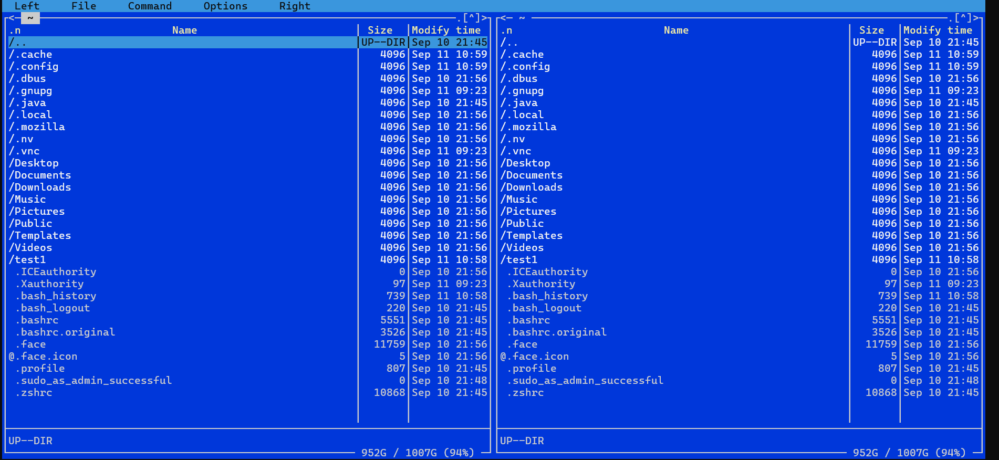 Left File Command Options Right
<─ ~ .[^]> <─ ~ .[^]>
.n Name Size Modify time .n Name Size Modify time
/.. UP--DIR Sep 10 21:45 /.. UP--DIR Sep 10 21:45
/.cache 4096 Sep 11 10:59 /.cache 4096 Sep 11 10:59
/.config 4096 Sep 11 10:59 /.config 4096 Sep 11 10:59
/.dbus 4096 Sep 10 21:56 /.dbus 4096 Sep 10 21:56
/.gnupg 4096 Sep 11 09:23 /.gnupg 4096 Sep 11 09:23
/.java 4096 Sep 10 21:45 /.java 4096 Sep 10 21:45
/.local 4096 Sep 10 21:56 /.local 4096 Sep 10 21:56
/.mozilla 4096 Sep 10 21:56 /.mozilla 4096 Sep 10 21:56
/.nv 4096 Sep 10 21:56 /.nv 4096 Sep 10 21:56
/.vnc 4096 Sep 11 09:23 /.vnc 4096 Sep 11 09:23
/Desktop 4096 Sep 10 21:56 /Desktop 4096 Sep 10 21:56
/Documents 4096 Sep 10 21:56 /Documents 4096 Sep 10 21:56
/Downloads 4096 Sep 10 21:56 /Downloads 4096 Sep 10 21:56
/Music 4096 Sep 10 21:56 /Music 4096 Sep 10 21:56
/Pictures 4096 Sep 10 21:56 /Pictures 4096 Sep 10 21:56
/Public 4096 Sep 10 21:56 /Public 4096 Sep 10 21:56
/Templates 4096 Sep 10 21:56 /Templates 4096 Sep 10 21:56
/Videos 4096 Sep 10 21:56 /Videos 4096 Sep 10 21:56
/test1 4096 Sep 11 10:58 /test1 4096 Sep 11 10:58
.ICEauthority 0 Sep 10 21:56 .ICEauthority 0 Sep 10 21:56
.Xauthority 97 Sep 11 09:23 .Xauthority 97 Sep 11 09:23
.bash_history 739 Sep 11 10:58 .bash_history 739 Sep 11 10:58
.bash_logout 220 Sep 10 21:45 .bash_logout 220 Sep 10 21:45
.bashrc 5551 Sep 10 21:45 .bashrc 5551 Sep 10 21:45
.bashrc.original 3526 Sep 10 21:45 .bashrc.original 3526 Sep 10 21:45
.face 11759 Sep 10 21:56 .face 11759 Sep 10 21:56
@.face.icon 5 Sep 10 21:56 @.face.icon 5 Sep 10 21:56
.profile 807 Sep 10 21:45 .profile 807 Sep 10 21:45
.sudo_as_admin_successful 0 Sep 10 21:48 .sudo_as_admin_successful 0 Sep 10 21:48
.zshrc 10868 Sep 10 21:45 .zshrc 10868 Sep 10 21:45
UP--DIR UP--DIR
952G / 1007G (94%) 952G / 1007G (94%)